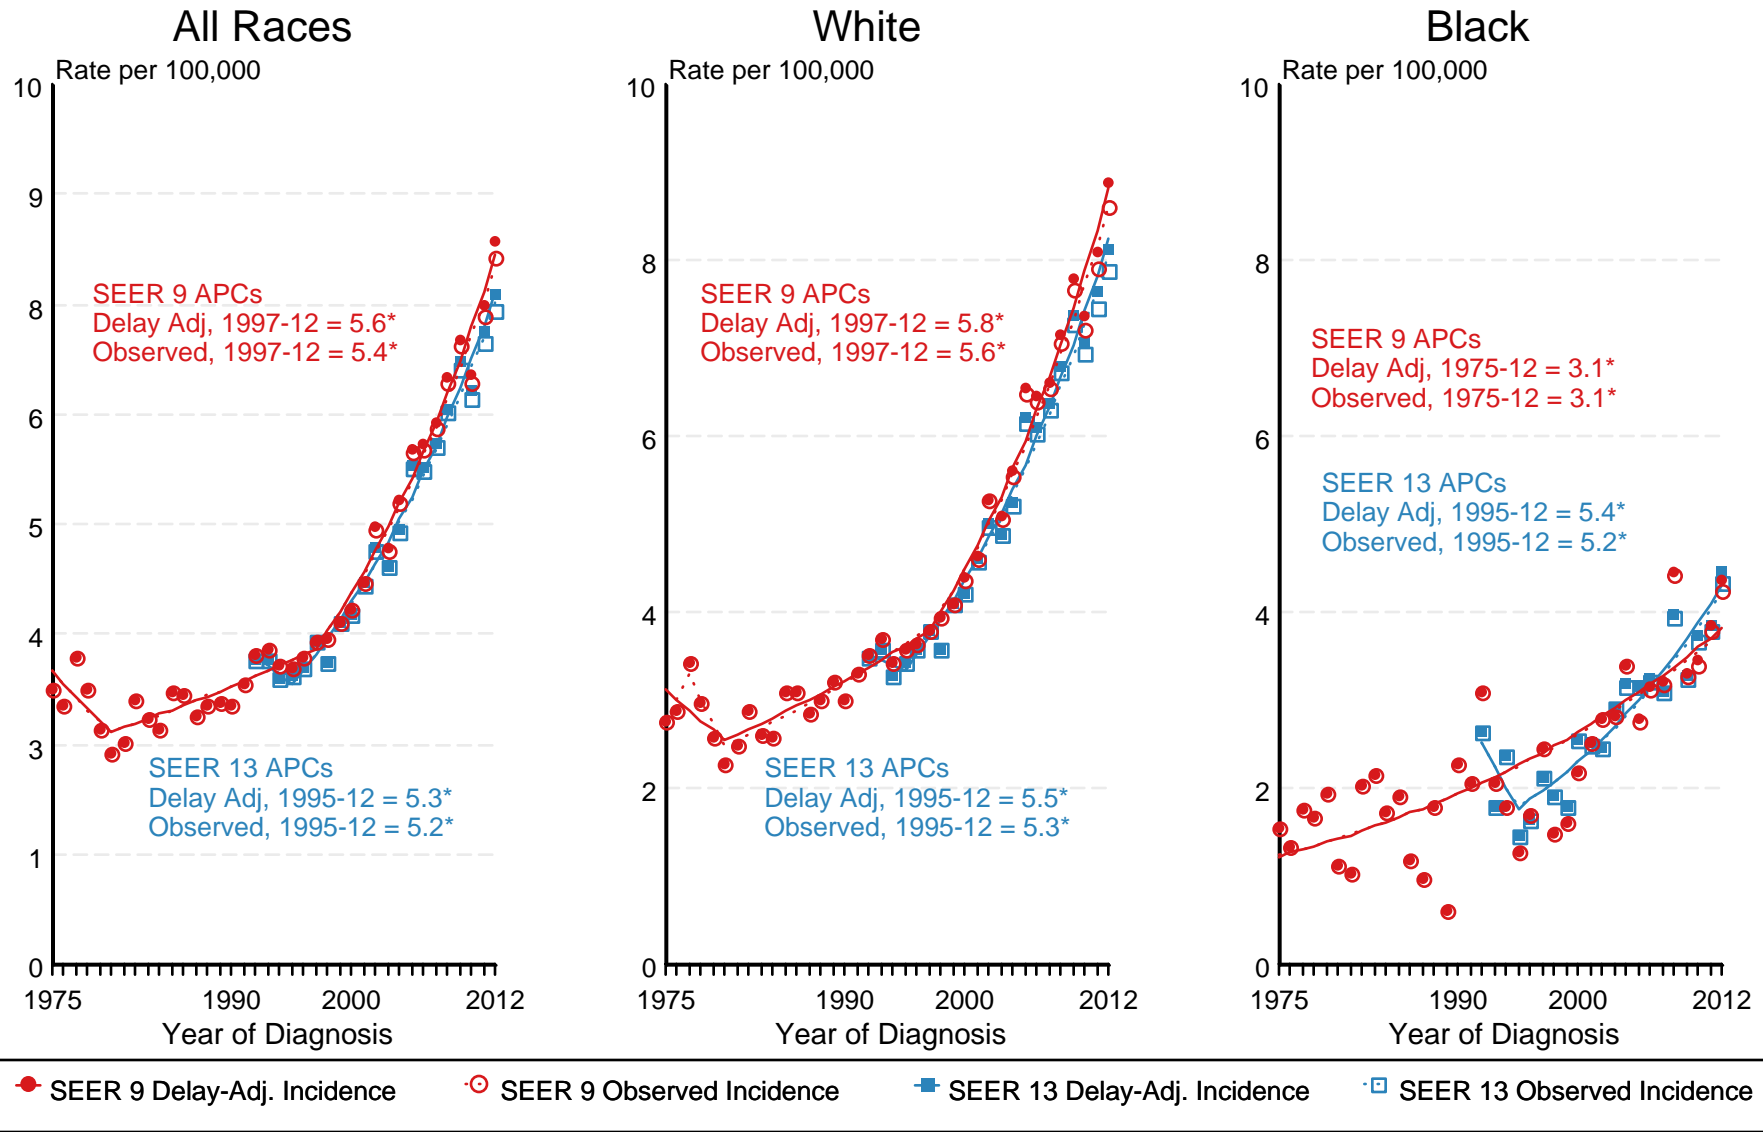 All Races
Rate per 100,000
10
9
8
6
5
4
3
1
0
SEER 9 APCs
Delay Adj, 1997-12 = 5.6*
Observed, 1997-12 = 5.4*
SEER 13 APCs
Delay Adj, 1995-12 = 5.3*
Observed, 1995-12 = 5.2*
1975 1990 2000 2012
Year of Diagnosis
White
Rate per 100,000
10
8
6
4
2
0
SEER 9 APCs
Delay Adj, 1997-12 = 5.8*
Observed, 1997-12 = 5.6*
SEER 13 APCs
Delay Adj, 1995-12 = 5.5*
Observed, 1995-12 = 5.3*
1975 1990 2000 2012
Year of Diagnosis
Black
Rate per 100,000
10
8
6
4
2
0
SEER 9 APCs
Delay Adj, 1975-12 = 3.1*
Observed, 1975-12 = 3.1*
SEER 13 APCs
Delay Adj, 1995-12 = 5.4*
Observed, 1995-12 = 5.2*
1975 1990 2000 2012
Year of Diagnosis
SEER 9 Delay-Adj. Incidence SEER 9 Observed Incidence SEER 13 Delay-Adj. Incidence SEER 13 Observed Incidence